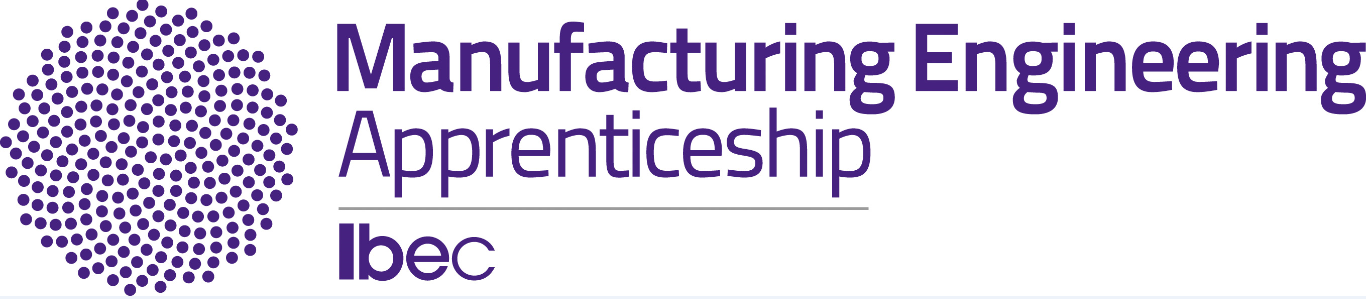 Manufacturing Engineering
Apprenticeship
Ibec